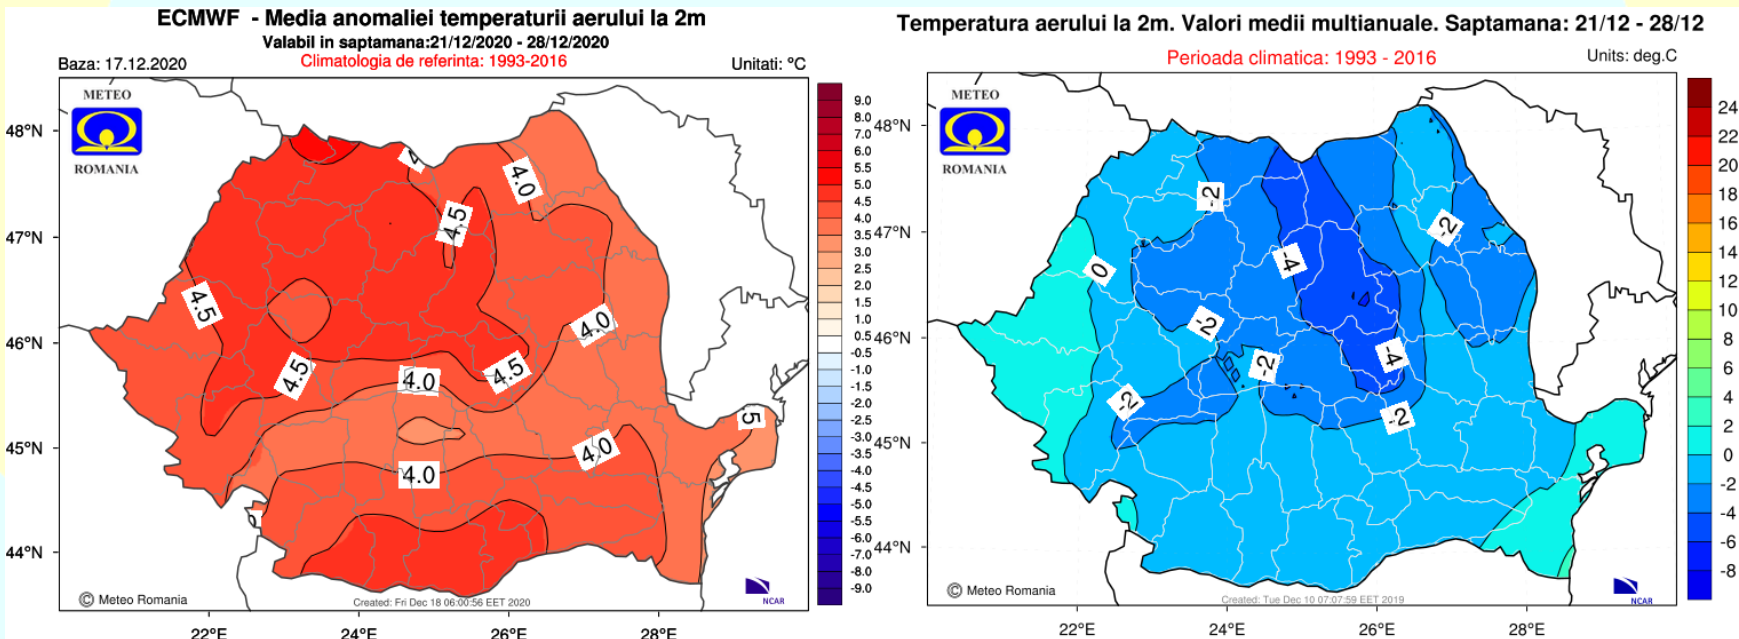 ECMWF - Media anomaliei temperaturii aerului la 2m
Valabil in saptamana:21/12/2020 - 28/12/2020
Baza: 17.12.2020
Climatologia de referinta: 1993-2016
Unitati: ºC
METEO
ROMANIA
48°N
47°N
46°N
45°N
44°N
22°E
24°E
26°E
28°E
4
4.0
4.5
4.5
4.0
4.5
4.0
4.5
.5
4.0
4.0
9.0
8.0
7.0
6.0
5.5
5.0
4.5
4.0
3.5
3.0
2.5
2.0
1.5
1.0
0.5
-0.5
-1.0
-1.5
-2.0
-2.5
-3.0
-3.5
-4.0
-4.5
-5.0
-5.5
-6.0
-7.0
-8.0
-9.0
© Meteo Romania
Created: Fri Dec 18 06:00:56 EET 2020
NCAR
Temperatura aerului la 2m. Valori medii multianuale. Saptamana: 21/12 - 28/12
Perioada climatica: 1993 - 2016
Units: deg.C
METEO
ROMANIA
48°N
47°N
46°N
45°N
44°N
22°E
24°E
26°E
28°E
-2
-2
-4
0
-2
-4
-2
-2
-2
24
22
20
18
16
14
12
10
8
6
4
2
0
-2
-4
-6
-8
© Meteo Romania
Created: Tue Dec 10 07:07:59 EET 2019
NCAR